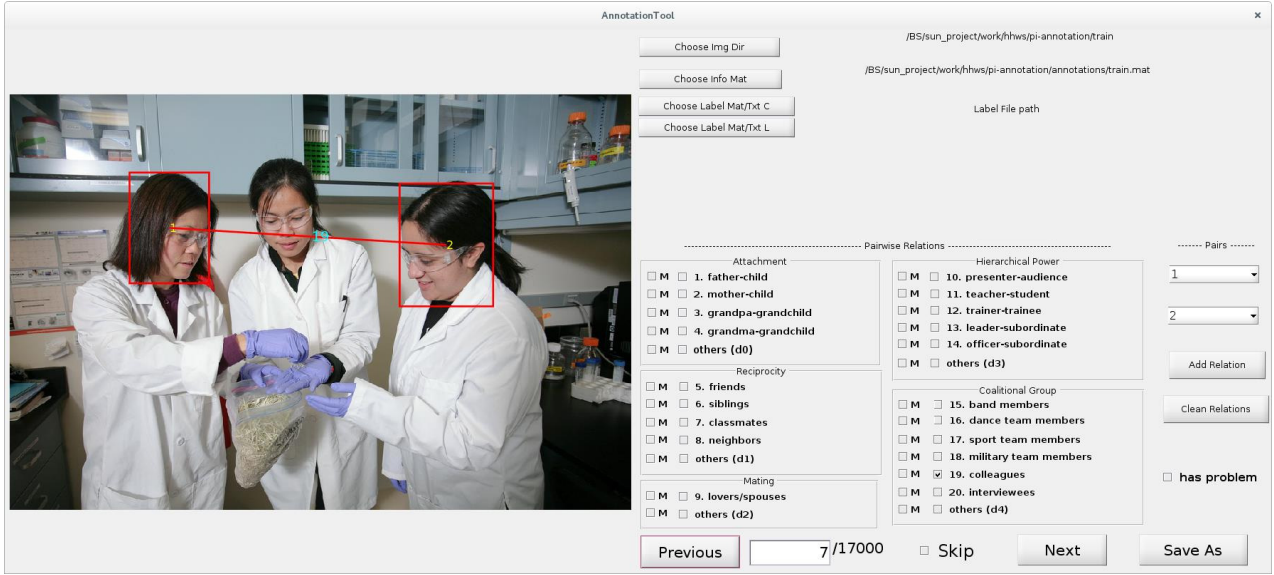 AnnotationTool
×
Choose Img Dir
/BS/sun_project/work/hhws/pi-annotation/train
Choose Info Mat
/BS/sun_project/work/hhws/pi-annotation/annotations/train.mat
Choose Label Mat/Txt C
Label File path
Choose Label Mat/Txt L
1
2
---------- Pairwise Relations ----------
Attachment
M 1. father-child
M 2. mother-child
M 3. grandpa-grandchild
M 4. grandma-grandchild
M others (d0)
Reciprocity
M 5. friends
M 6. siblings
M 7. classmates
M 8. neighbors
M others (d1)
Mating
M 9. lovers/spouses
M others (d2)
Hierarchical Power
M 10. presenter-audience
M 11. teacher-student
M 12. trainer-trainee
M 13. leader-subordinate
M 14. officer-subordinate
M others (d3)
Coalitional Group
M 15. band members
M 16. dance team members
M 17. sport team members
M 18. military team members
M 19. colleagues
M 20. interviewees
M others (d4)
------- Pairs -------
1
2
Add Relation
Clean Relations
has problem
Previous
7 /17000
Skip
Next
Save As